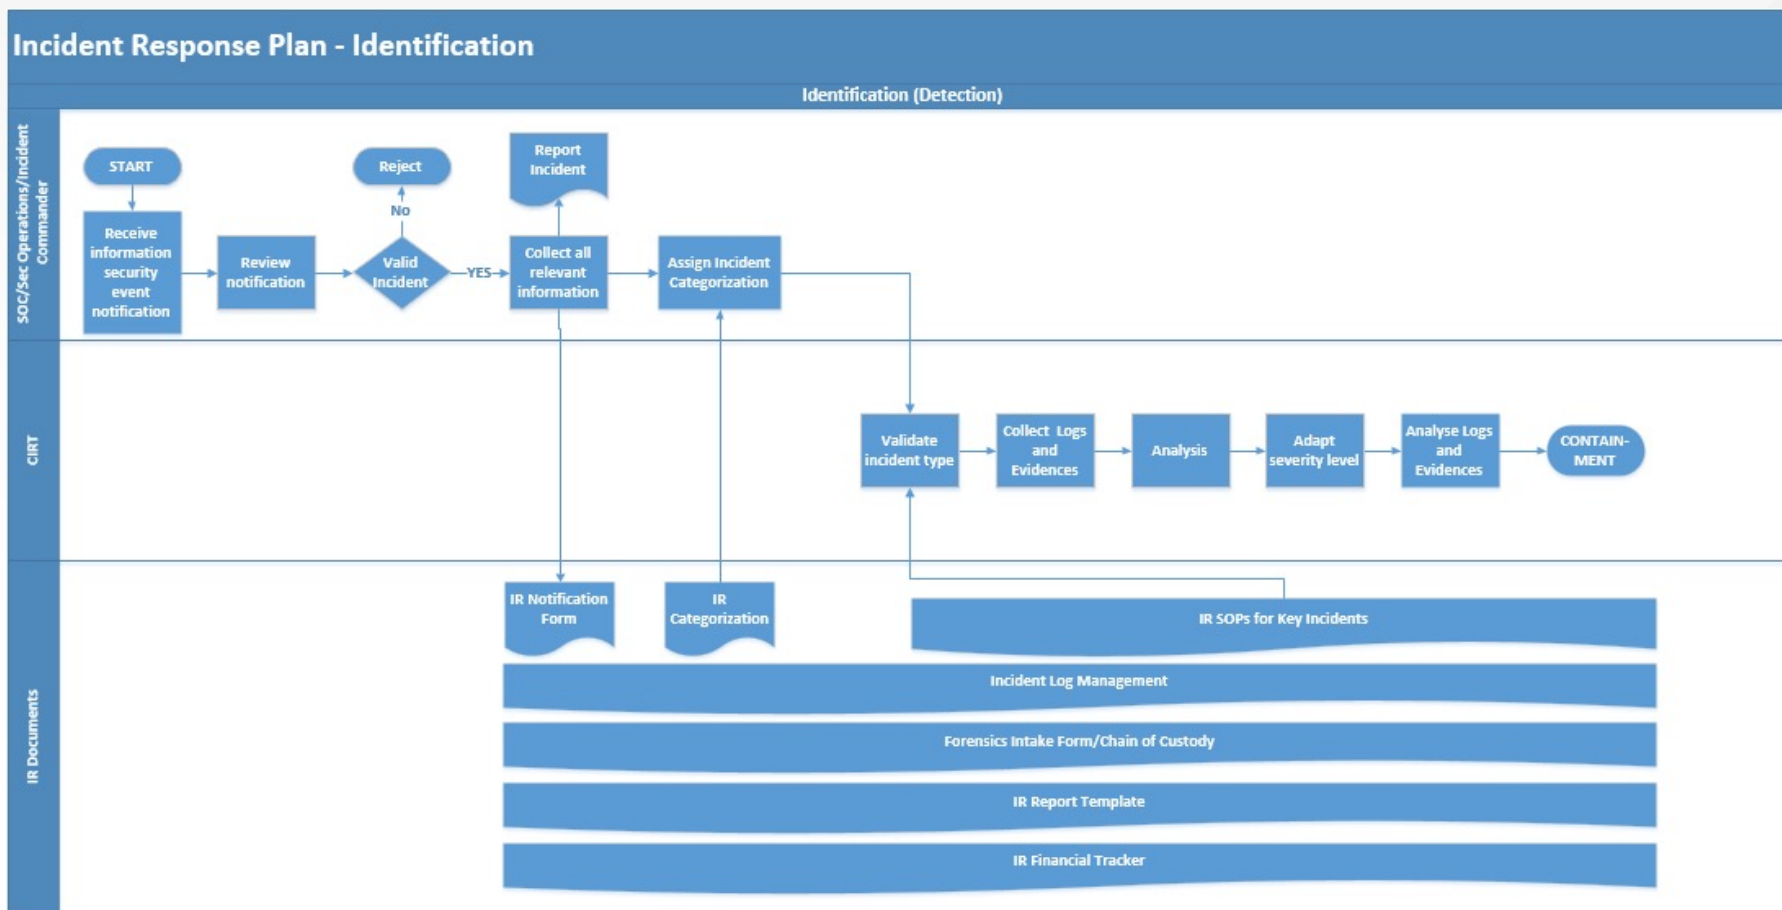 Incident Response Plan - Identification
Identification (Detection)
SOC/Sec Operations/Incident
Commander
START
Receive
information
security
event
notification
Review
notification
Reject
No
Valid
Incident
YES
Report
Incident
Collect all
relevant
information
Assign Incident
Categorization
CIRT
Validate
incident type
Collect Logs
and
Evidences
Analysis
Adapt
severity level
Analyse Logs
and
Evidences
CONTAIN-
MENT
IR Documents
IR Notification
Form
IR
Categorization
IR SOPs for Key Incidents
Incident Log Management
Forensics Intake Form/Chain of Custody
IR Report Template
IR Financial Tracker